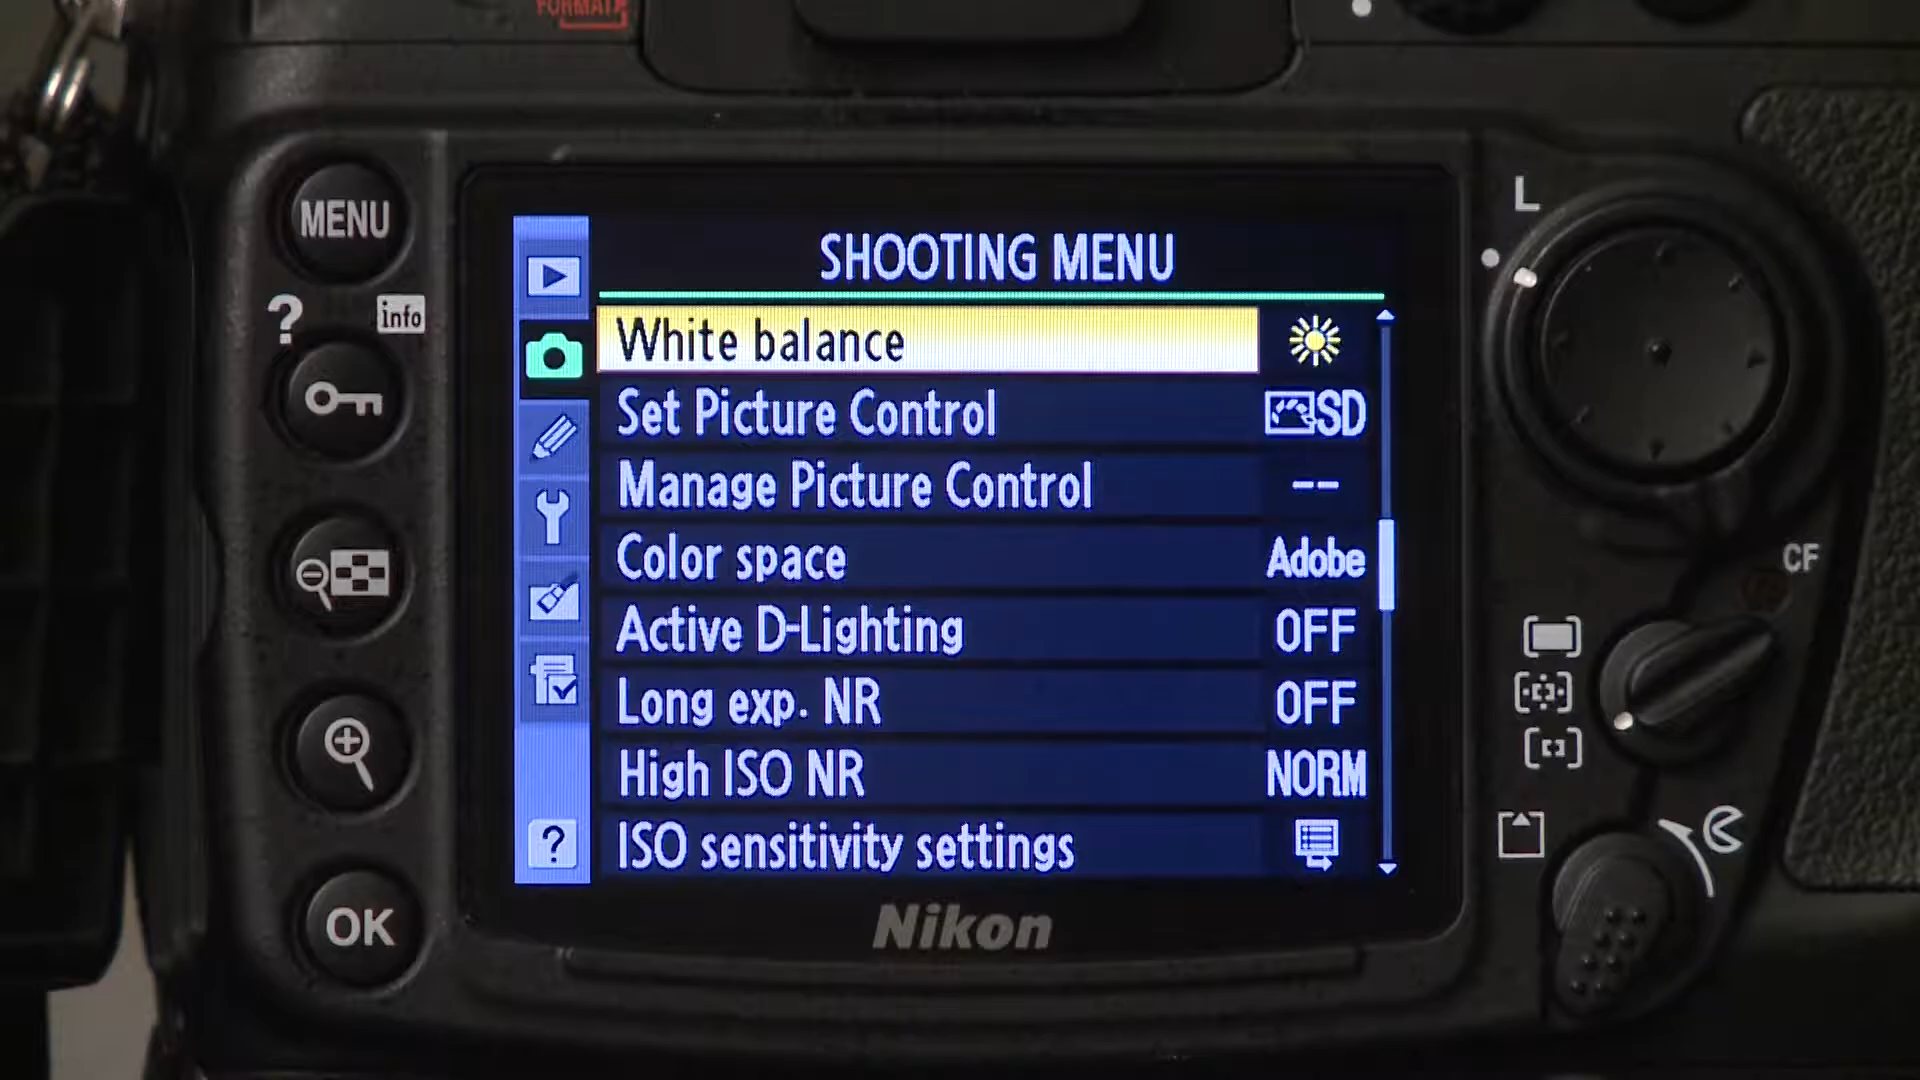 FORMAT
MENU
? info
L
SHOOTING MENU
White balance
Set Picture Control SD
Manage Picture Control --
Color space Adobe
Active D-Lighting OFF
Long exp. NR OFF
High ISO NR NORM
? ISO sensitivity settings
CF
OK
Nikon